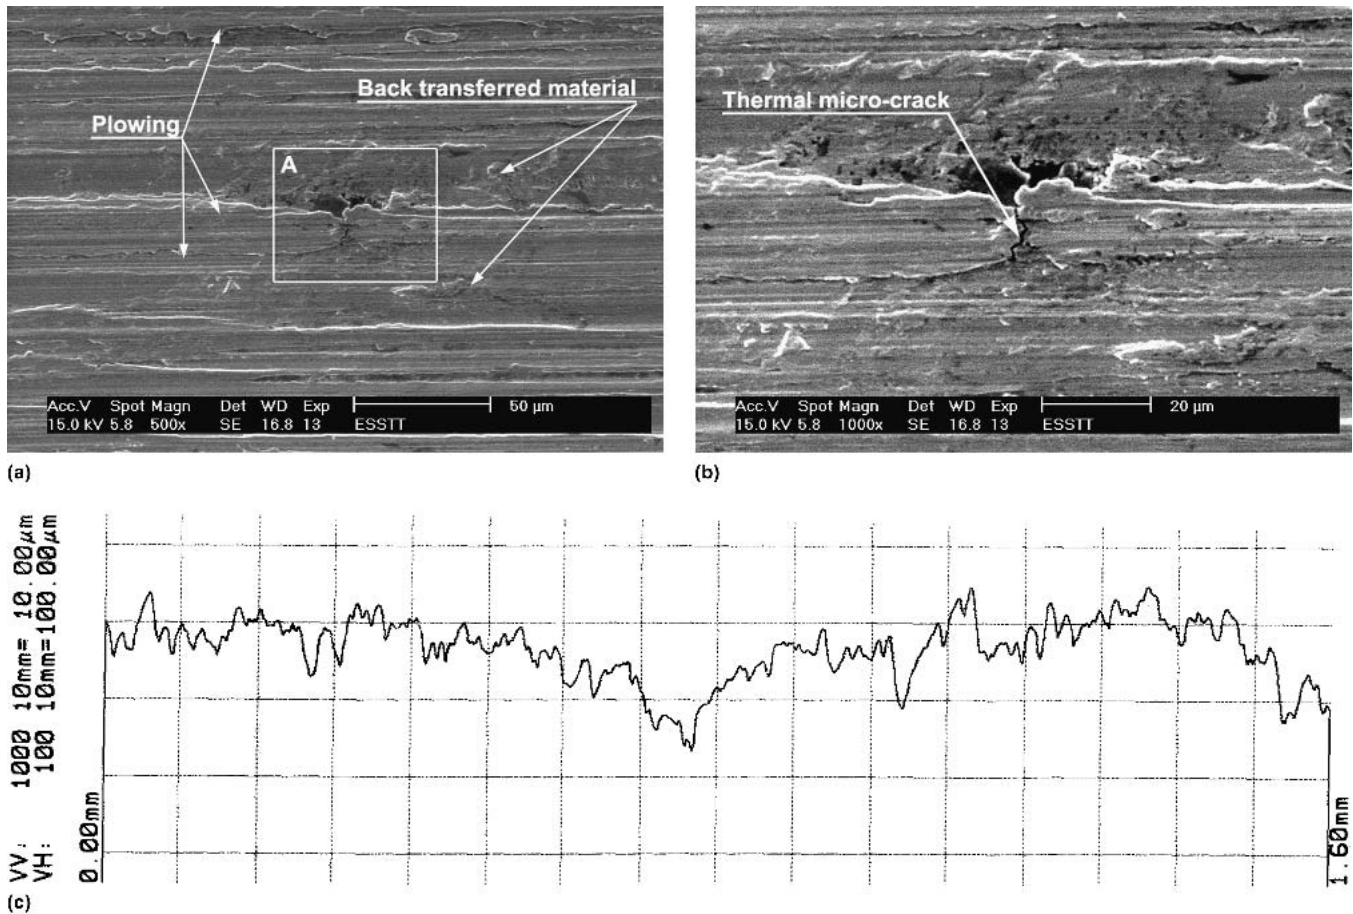 Plowing
Back transferred material
A
Acc.V Spot Magn Det WD Exp 50 µm
15.0 kV 5.8 500x SE 16.8 13 ESSTT
(a)
Thermal micro-crack
Acc.V Spot Magn Det WD Exp 20 µm
15.0 kV 5.8 1000x SE 16.8 13 ESSTT
(b)
VV: 1000 10mm= 10.00µm
VH: 100 10mm=100.00µm
0.00mm
1.60mm
(c)